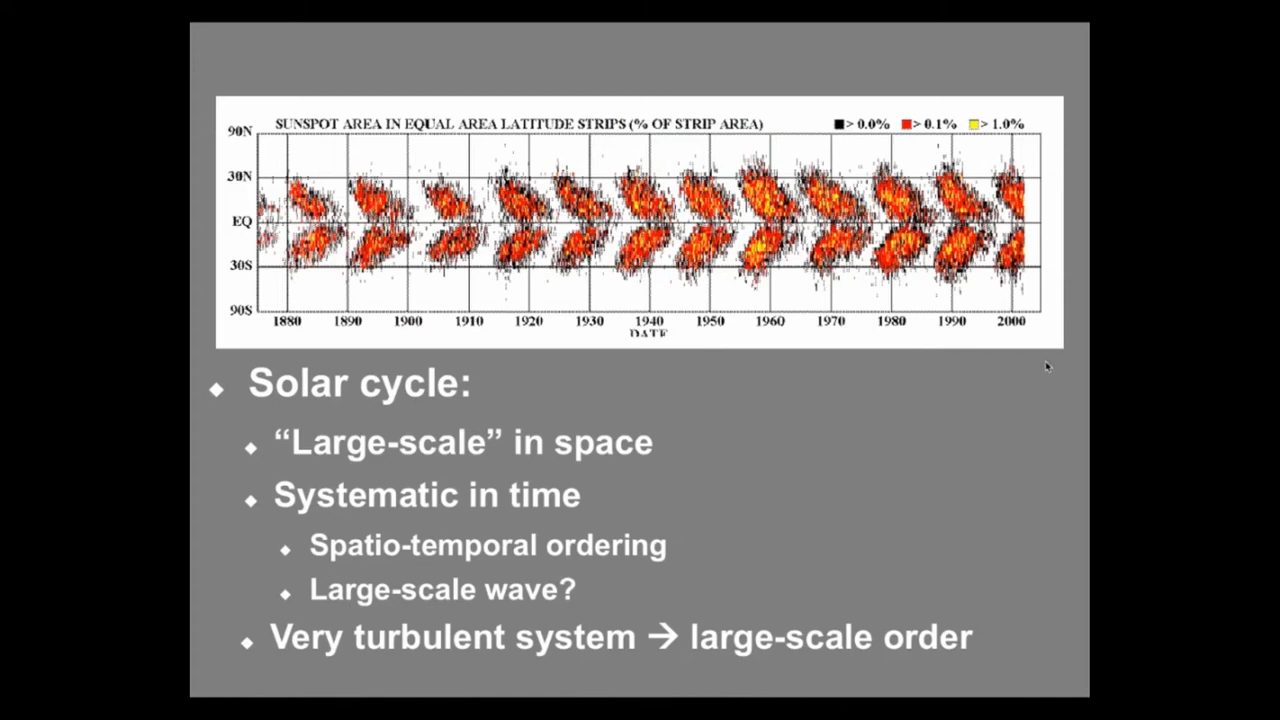 SUNSPOT AREA IN EQUAL AREA LATITUDE STRIPS (% OF STRIP AREA) > 0.0% > 0.1% > 1.0%
90N
30N
EQ
30S
90S
1880 1890 1900 1910 1920 1930 1940 1950 1960 1970 1980 1990 2000
DATE
Solar cycle:
“Large-scale” in space
Systematic in time
Spatio-temporal ordering
Large-scale wave?
Very turbulent system → large-scale order